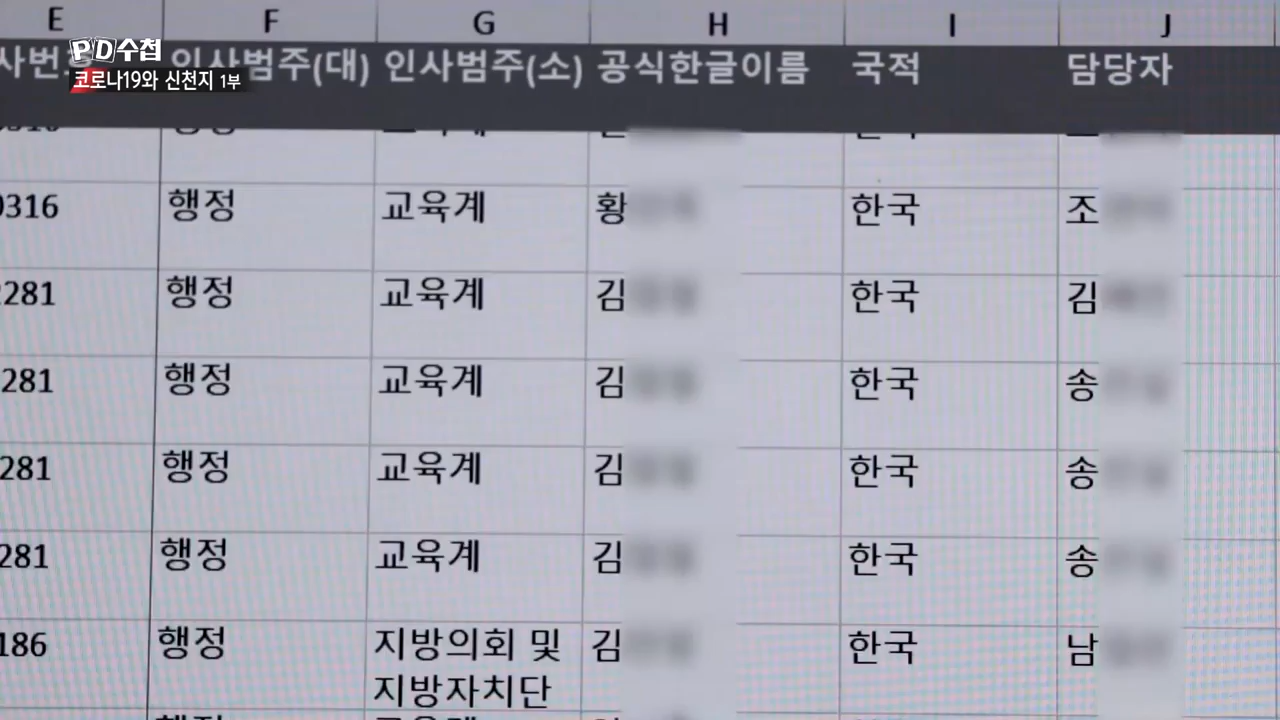 E F G H I J
PD수첩
코로나19와 신천지 1부
인사범주(대) 인사범주(소) 공식한글이름 국적 담당자
0316 행정 교육계 황 한국 조
281 행정 교육계 김 한국 김
281 행정 교육계 김 한국 송
281 행정 교육계 김 한국 송
281 행정 교육계 김 한국 송
186 행정 지방의회 및 김 한국 남
지방자치단